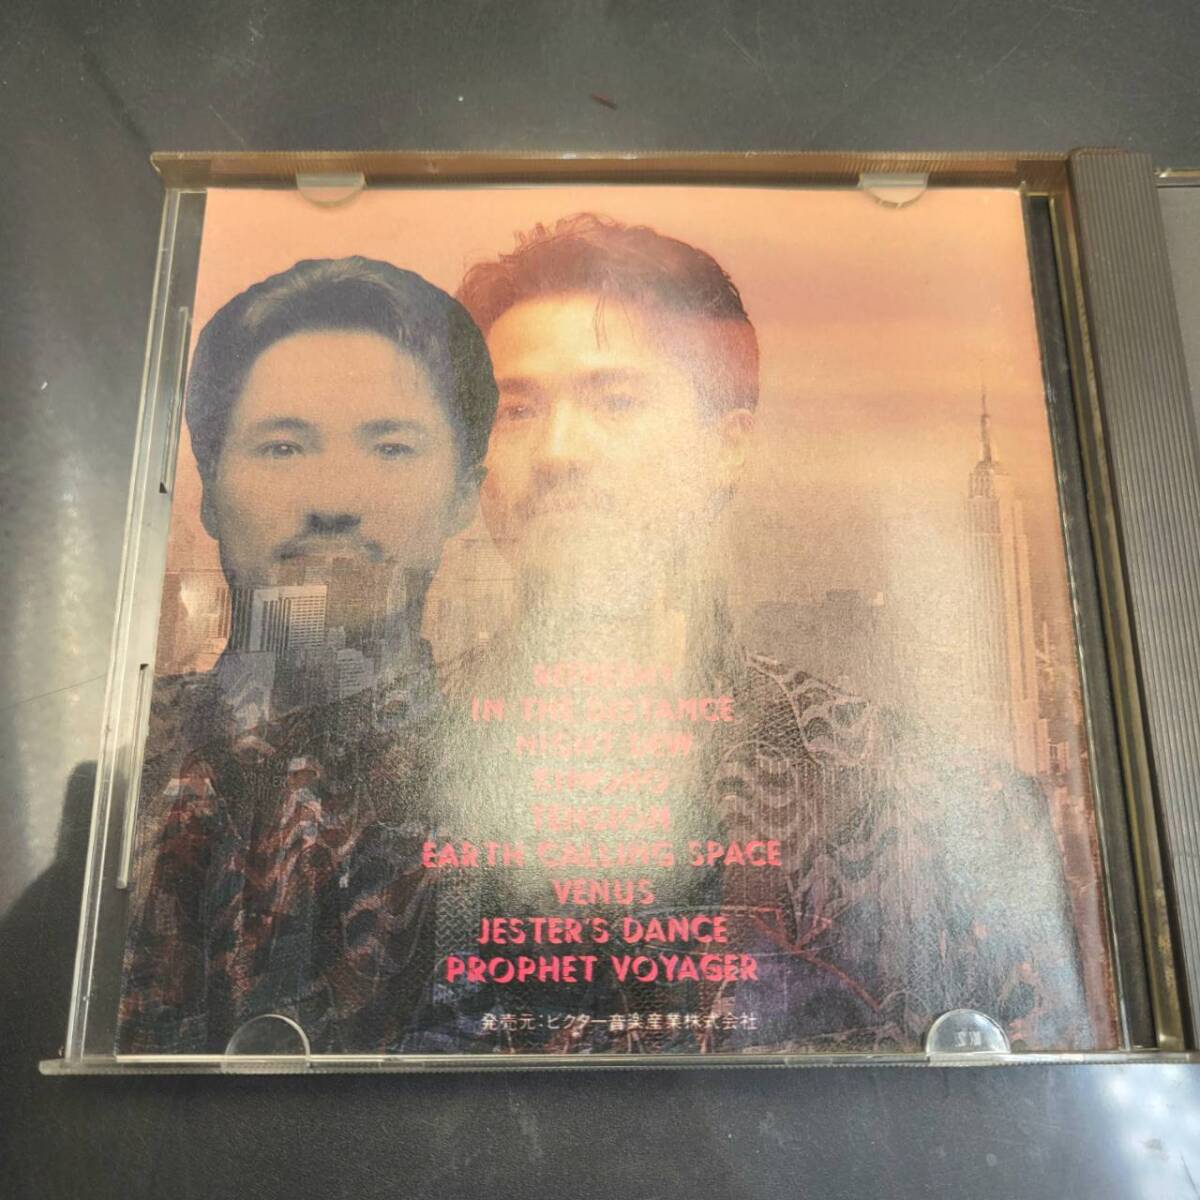 IN THE DISTANCE
NIGHT DEW
TENSION
EARTH CALLING SPACE
VENUS
JESTER'S DANCE
PROPHET VOYAGER
発売元:ビクター音楽産業株式会社